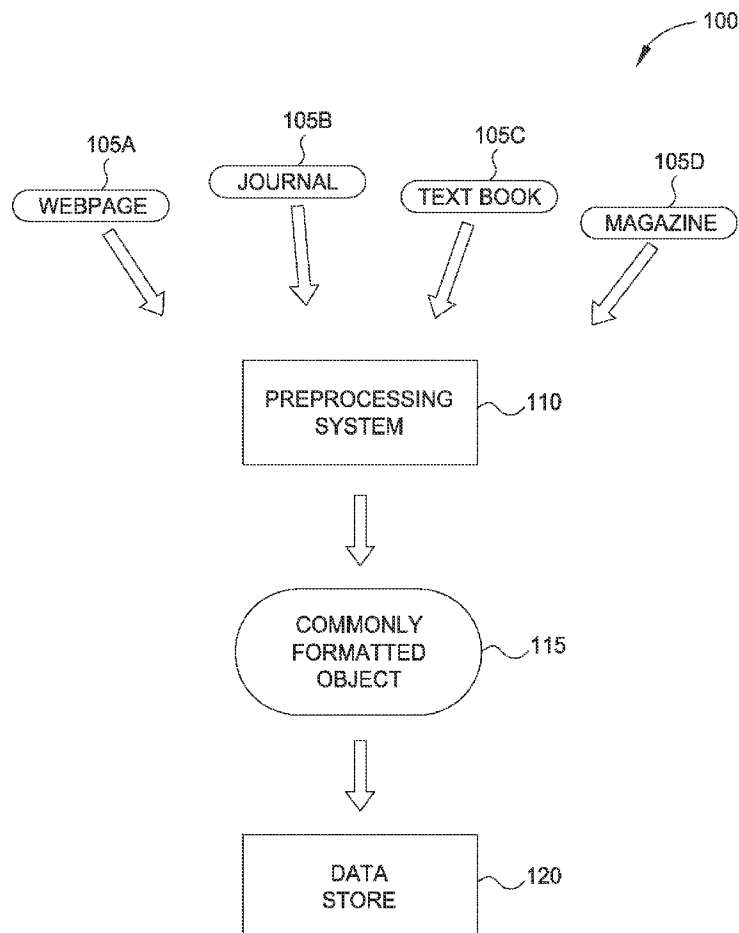 100
105A
105B
105C
105D
WEBPAGE
JOURNAL
TEXT BOOK
MAGAZINE
PREPROCESSING
SYSTEM
110
COMMONLY
FORMATTED
OBJECT
115
DATA
STORE
120